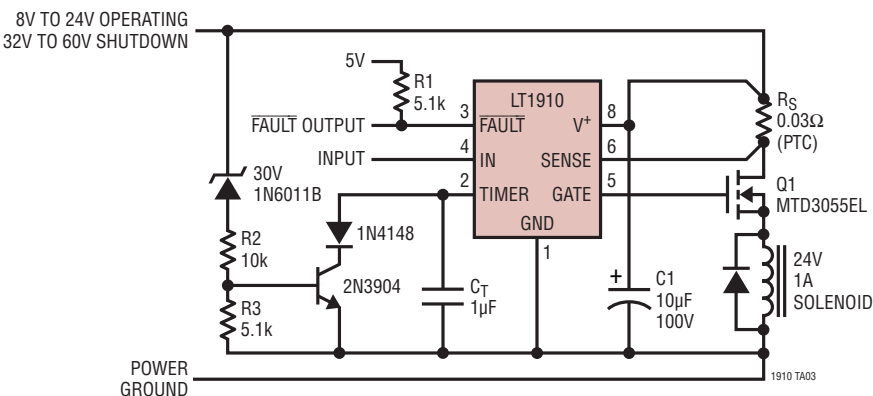 8V TO 24V OPERATING
32V TO 60V SHUTDOWN
5V
R1
5.1k
FAULT OUTPUT
INPUT
3
4
2
LT1910
FAULT
IN
TIMER
V+
SENSE
GATE
GND
8
6
5
1
RS
0.03Ω
(PTC)
Q1
MTD3055EL
30V
1N6011B
R2
10k
R3
5.1k
1N4148
2N3904
CT
1µF
+
C1
10µF
100V
24V
1A
SOLENOID
POWER
GROUND
1910 TA03